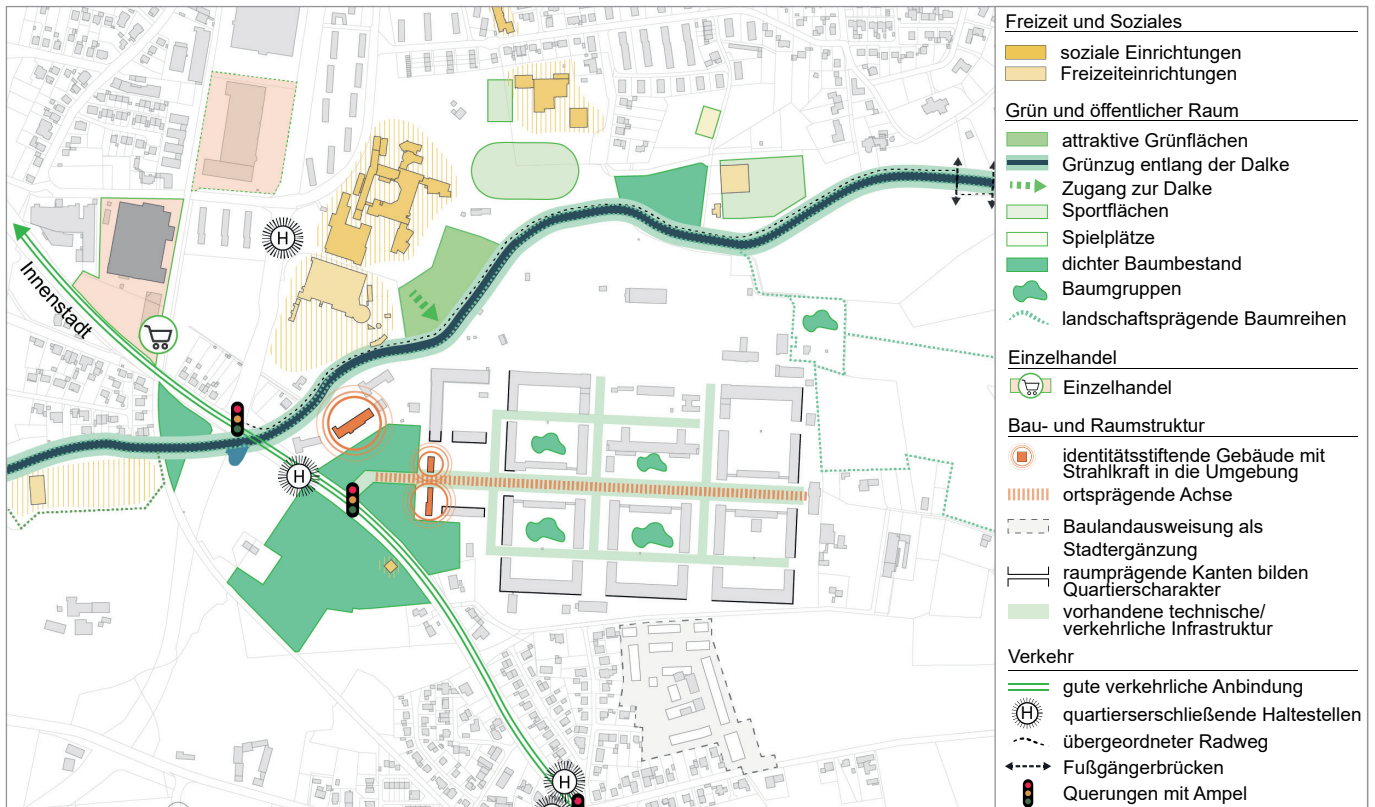 Innenstadt
H
H
H
Freizeit und Soziales
soziale Einrichtungen
Freizeiteinrichtungen
Grün und öffentlicher Raum
attraktive Grünflächen
Grünzug entlang der Dalke
Zugang zur Dalke
Sportflächen
Spielplätze
dichter Baumbestand
Baumgruppen
landschaftsprägende Baumreihen
Einzelhandel
Einzelhandel
Bau- und Raumstruktur
identitätsstiftende Gebäude mit
Strahlkraft in die Umgebung
ortsprägende Achse
Baulandausweisung als
Stadtergänzung
raumprägende Kanten bilden
Quartierscharakter
vorhandene technische/
verkehrliche Infrastruktur
Verkehr
gute verkehrliche Anbindung
H
quartierserschließende Haltestellen
übergeordneter Radweg
Fußgängerbrücken
Querungen mit Ampel